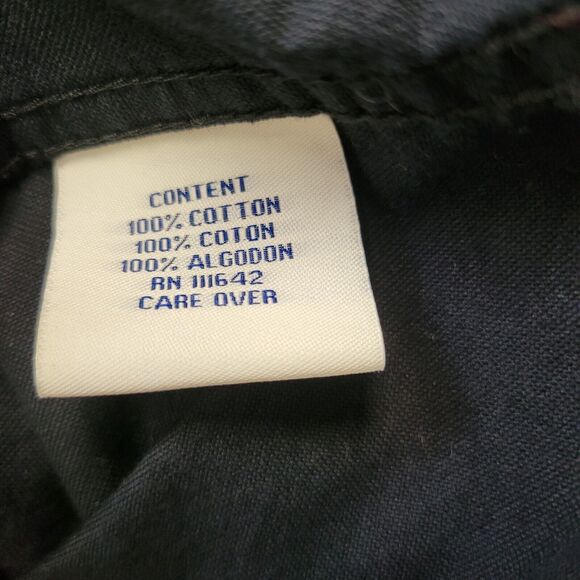 CONTENT
100% COTTON
100% COTON
100% ALGODON
RN 111642
CARE OVER